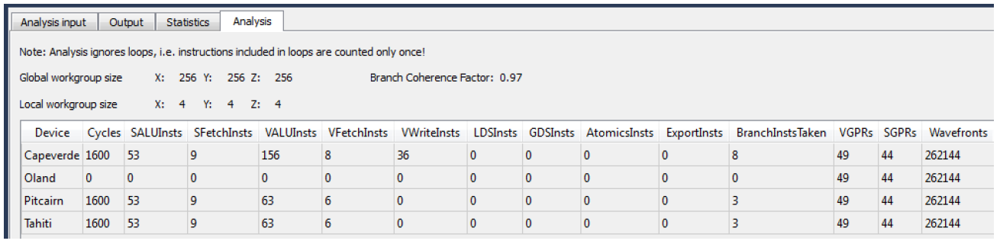 Analysis input Output Statistics Analysis
Note: Analysis ignores loops, i.e. instructions included in loops are counted only once!
Global workgroup size X: 256 Y: 256 Z: 256 Branch Coherence Factor: 0.97
Local workgroup size X: 4 Y: 4 Z: 4
Device Cycles SALUInsts SFetchInsts VALUInsts VFetchInsts VWriteInsts LDSInsts GDSInsts AtomicsInsts ExportInsts BranchInstsTaken VGPRs SGPRs Wavefronts
Capeverde 1600 53 9 156 8 36 0 0 0 0 8 49 44 262144
Oland 0 0 0 0 0 0 0 0 0 0 0 49 44 262144
Pitcairn 1600 53 9 63 6 0 0 0 0 0 3 49 44 262144
Tahiti 1600 53 9 63 6 0 0 0 0 0 3 49 44 262144